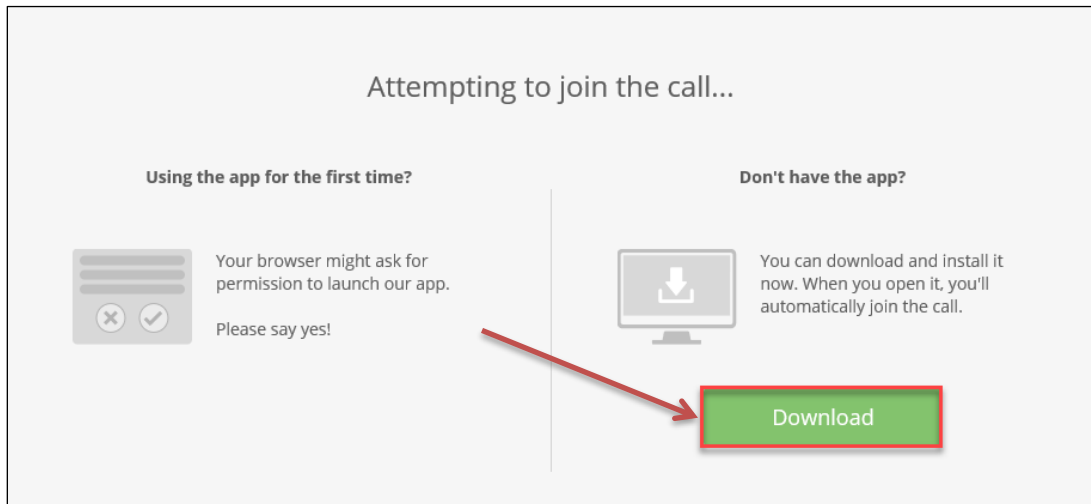 Attempting to join the call...
Using the app for the first time?
Your browser might ask for
permission to launch our app.
Please say yes!
Don't have the app?
You can download and install it
now. When you open it, you'll
automatically join the call.
Download